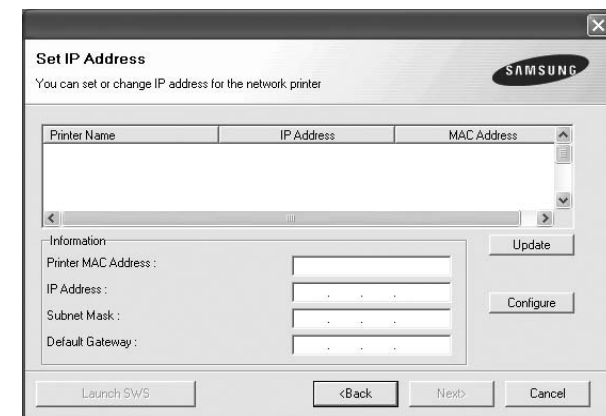 Set IP Address
You can set or change IP address for the network printer
SAMSUNG
Printer Name IP Address MAC Address
Information
Update
Printer MAC Address :
IP Address : . . .
Configure
Subnet Mask : . . .
Default Gateway : . . .
Launch SWS <Back Next> Cancel